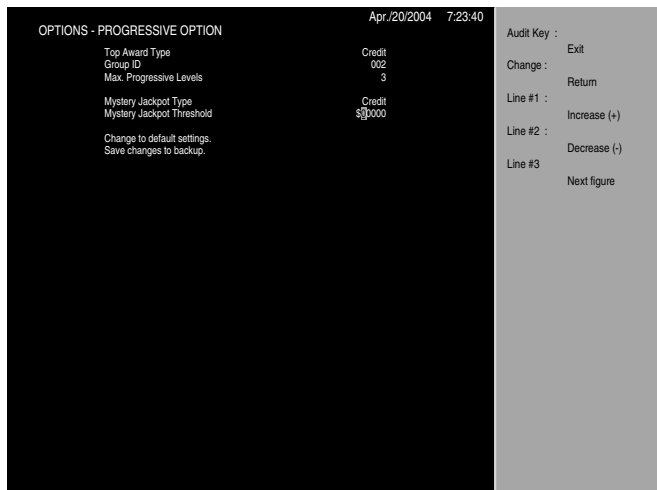 Apr./20/2004 7:23:40
OPTIONS - PROGRESSIVE OPTION
Top Award Type Credit
Group ID 002
Max. Progressive Levels 3
Mystery Jackpot Type Credit
Mystery Jackpot Threshold $00000
Change to default settings.
Save changes to backup.
Audit Key :
Exit
Change :
Return
Line #1 :
Increase (+)
Line #2 :
Decrease (-)
Line #3
Next figure